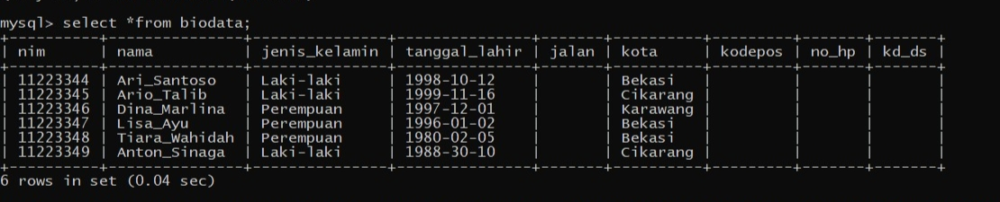 mysql> select *from biodata;
+----------+---------------+---------------+---------------+-------+----------+---------+-------+-------+
| nim      | nama          | jenis_kelamin | tanggal_lahir | jalan | kota     | kodepos | no_hp | kd_ds |
+----------+---------------+---------------+---------------+-------+----------+---------+-------+-------+
| 11223344 | Ari_Santoso   | Laki-laki     | 1998-10-12    |       | Bekasi   |         |       |       |
| 11223345 | Ario_Talib    | Laki-laki     | 1999-11-16    |       | Cikarang |         |       |       |
| 11223346 | Dina_Marlina  | Perempuan     | 1997-12-01    |       | Karawang |         |       |       |
| 11223347 | Lisa_Ayu      | Perempuan     | 1996-01-02    |       | Bekasi   |         |       |       |
| 11223348 | Tiara_Wahidah | Perempuan     | 1980-02-05    |       | Bekasi   |         |       |       |
| 11223349 | Anton_Sinaga  | Laki-laki     | 1988-30-10    |       | Cikarang |         |       |       |
+----------+---------------+---------------+---------------+-------+----------+---------+-------+-------+
6 rows in set (0.04 sec)